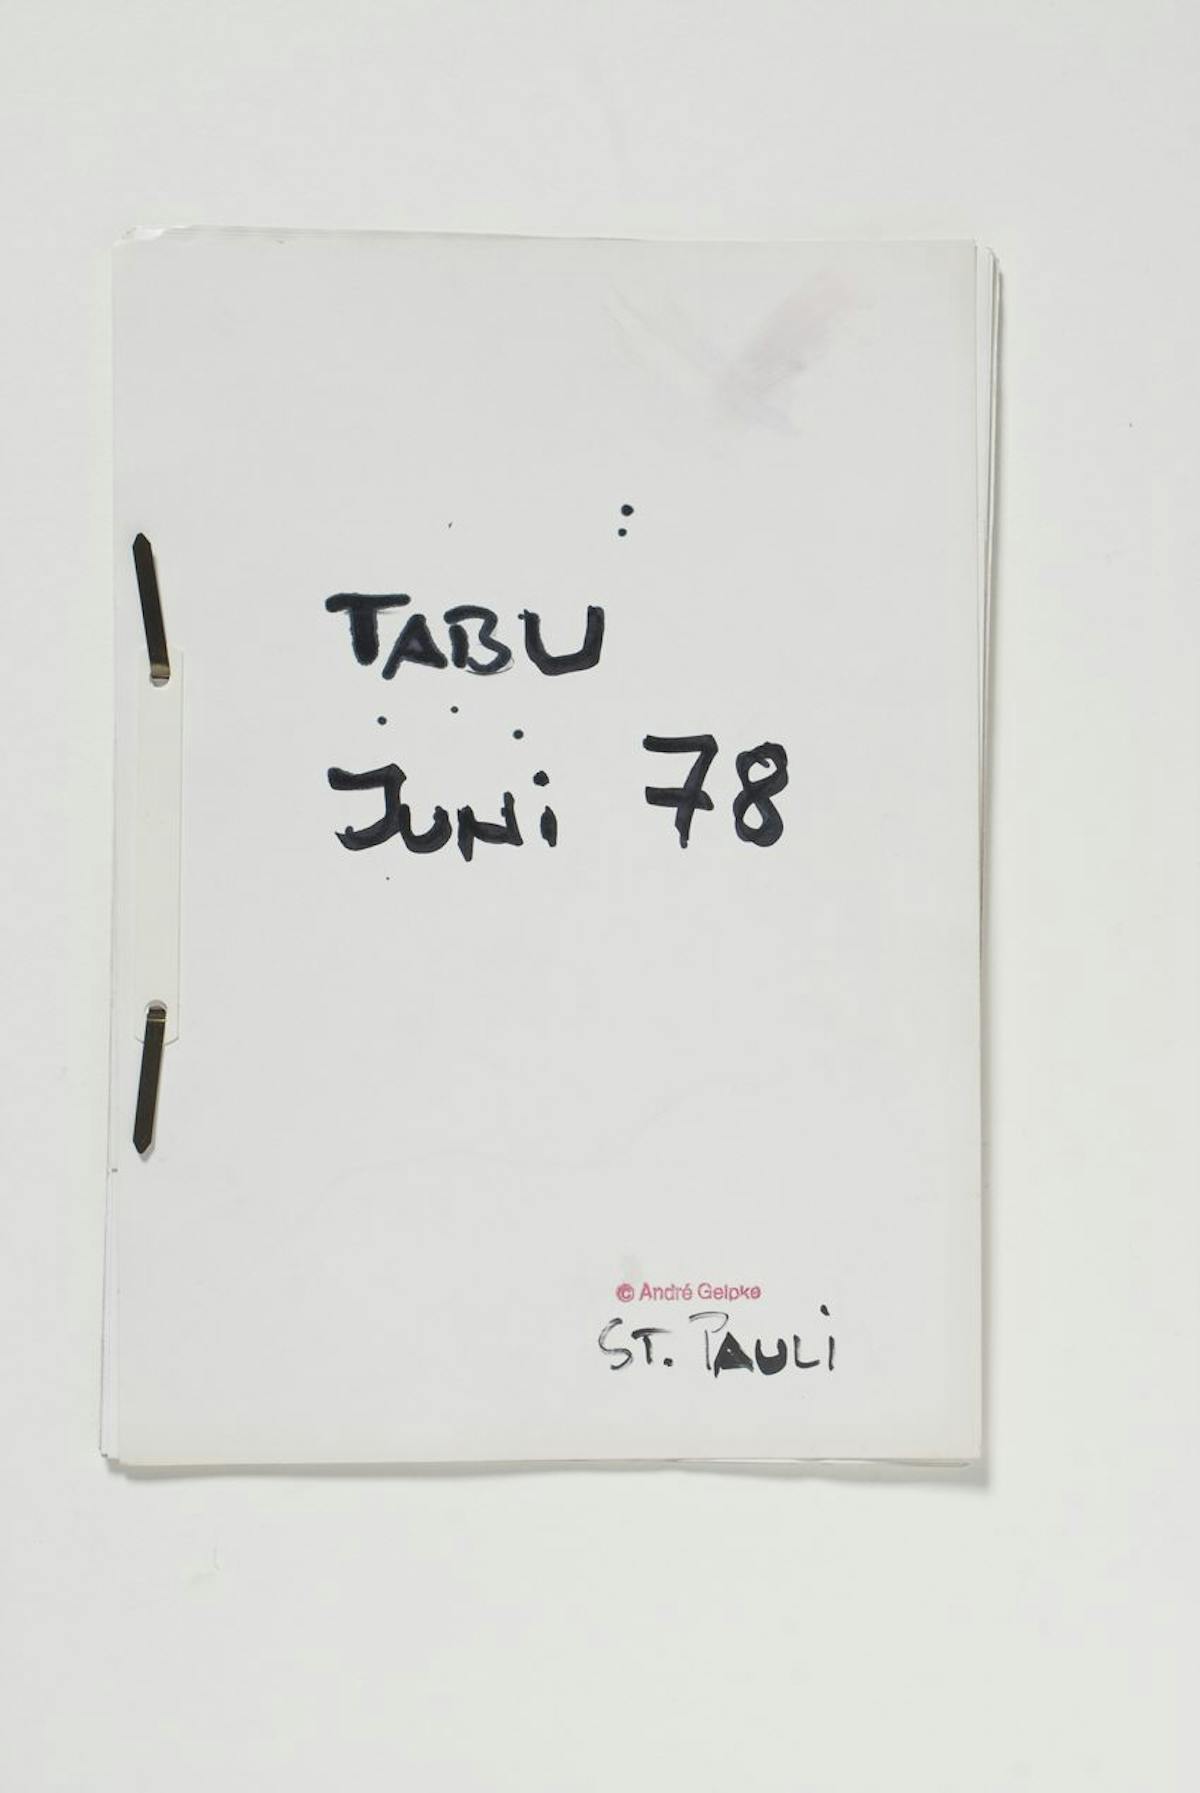 TABU
JUNi 78
© André Gelpke
ST. PAULi